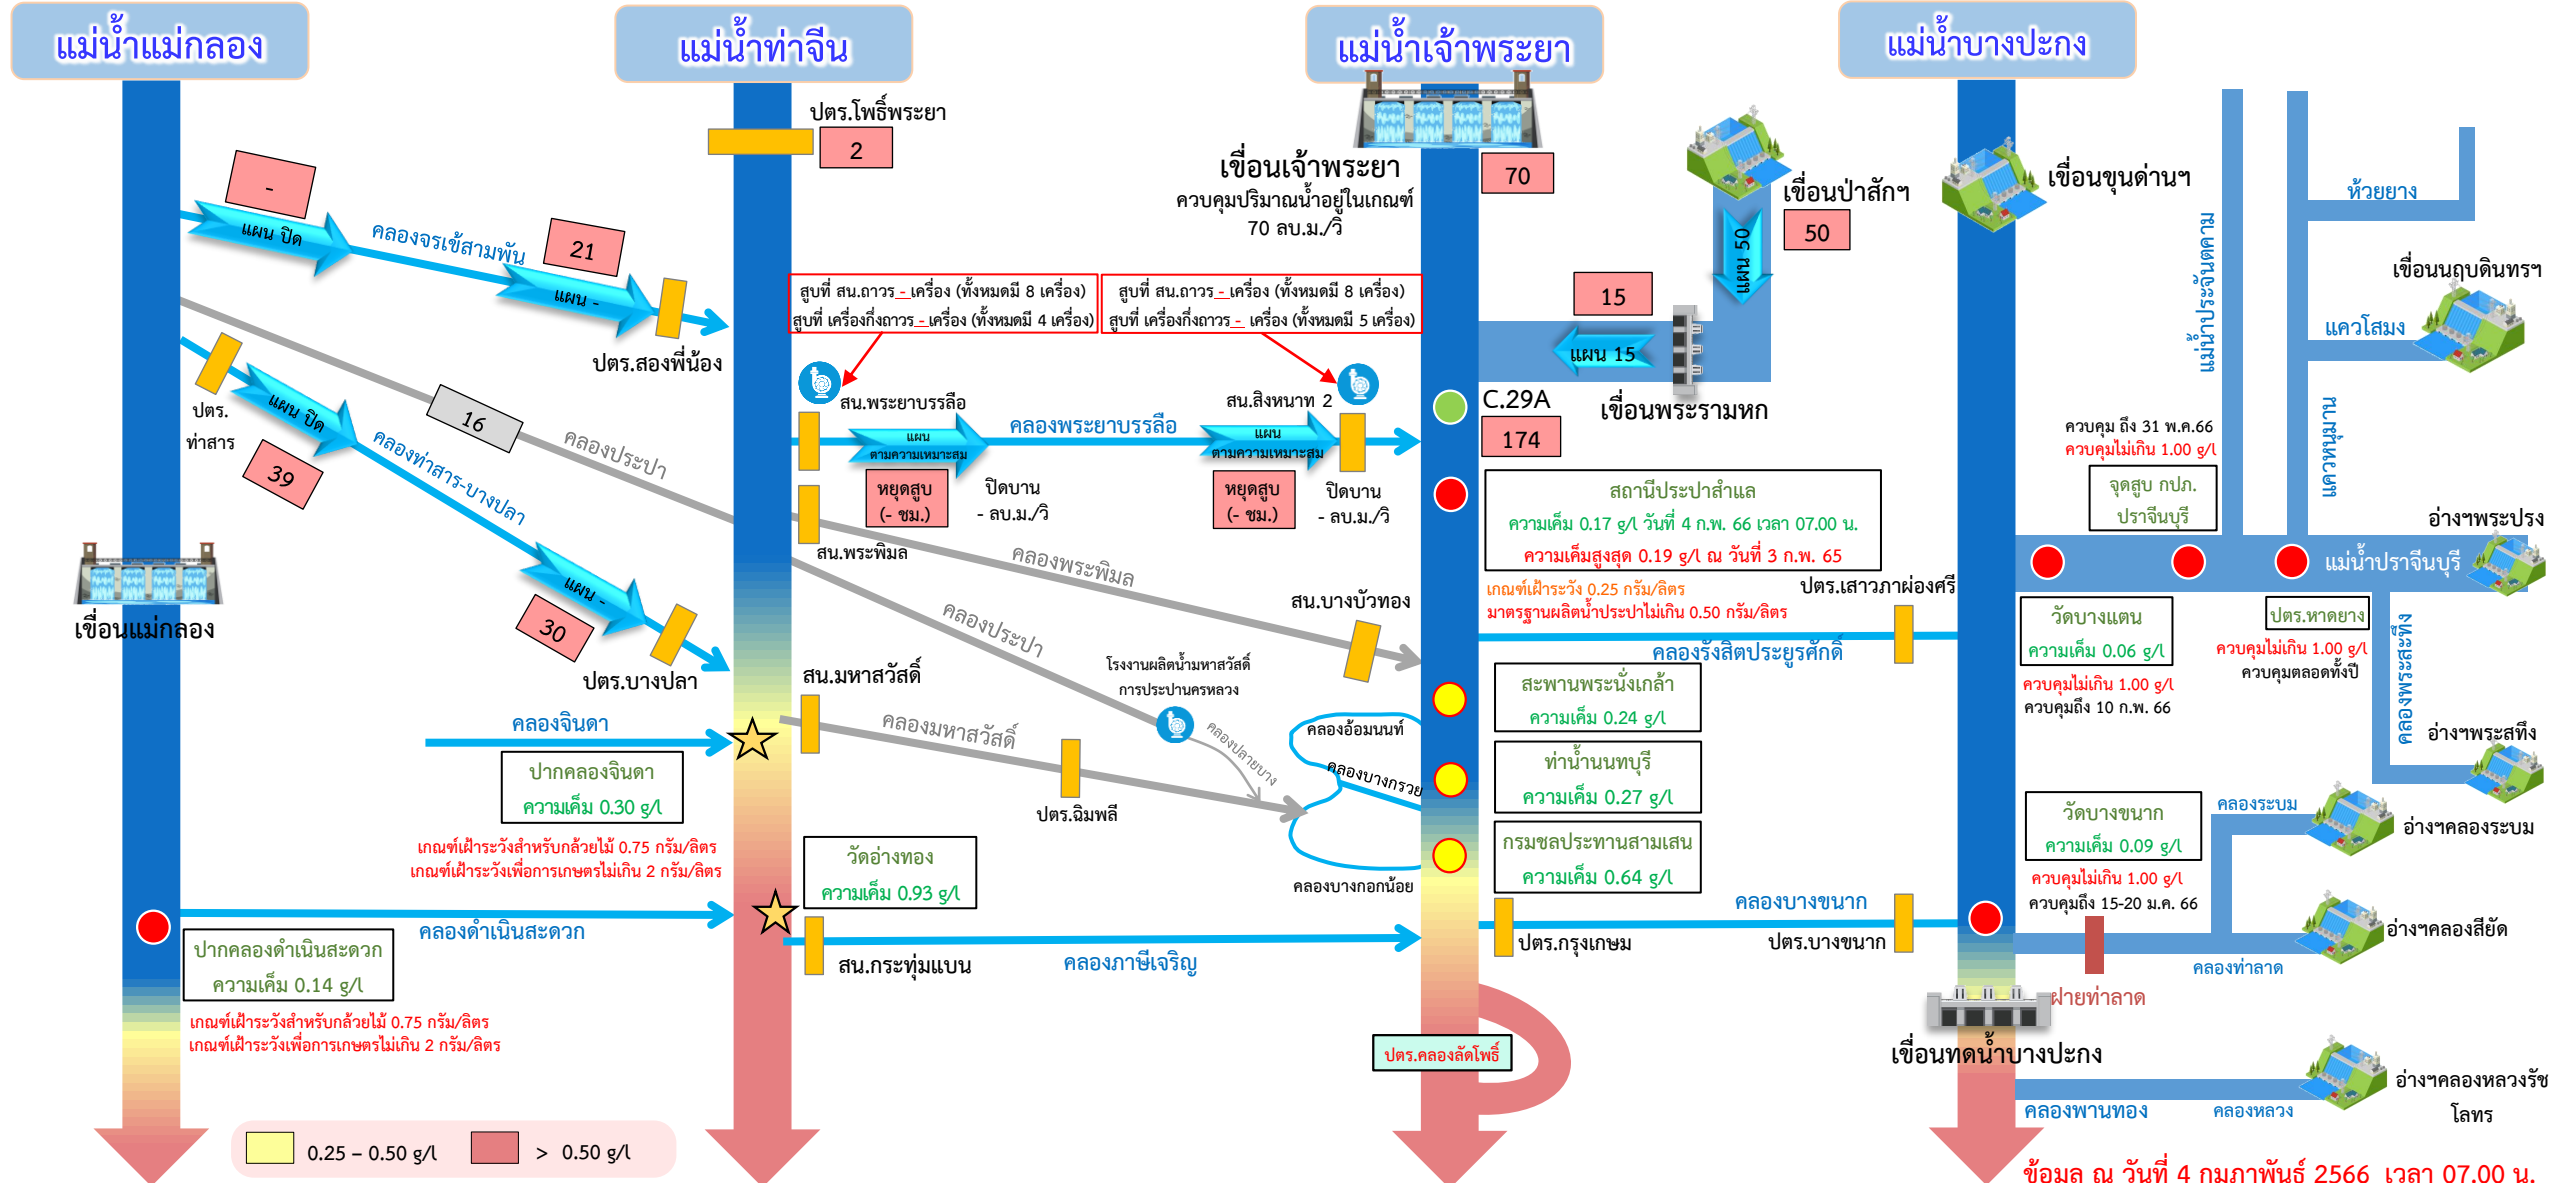 แม่น้ำแม่กลอง
แม่น้ำท่าจีน
แม่น้ำเจ้าพระยา
แม่น้ำบางปะกง
ปตร.โพธิ์พระยา
2
-
แผน ปิด
คลองจรเข้สามพัน
21
แผน -
ปตร.สองพี่น้อง
ปตร.
ท่าสาร
แผน ปิด
39
16
คลองประปา
คลองท่าสาร-บางปลา
แผน -
30
ปตร.บางปลา
เขื่อนแม่กลอง
คลองจินดา
ปากคลองจินดา
ความเค็ม 0.30 g/l
เกณฑ์เฝ้าระวังสำหรับกล้วยไม้ 0.75 กรัม/ลิตร
เกณฑ์เฝ้าระวังเพื่อการเกษตรไม่เกิน 2 กรัม/ลิตร
คลองดำเนินสะดวก
ปากคลองดำเนินสะดวก
ความเค็ม 0.14 g/l
เกณฑ์เฝ้าระวังสำหรับกล้วยไม้ 0.75 กรัม/ลิตร
เกณฑ์เฝ้าระวังเพื่อการเกษตรไม่เกิน 2 กรัม/ลิตร
0.25 – 0.50 g/l
> 0.50 g/l
เขื่อนเจ้าพระยา
ควบคุมปริมาณน้ำอยู่ในเกณฑ์
70 ลบ.ม./วิ
70
สูบที่ สน.ถาวร - เครื่อง (ทั้งหมดมี 8 เครื่อง)
สูบที่ เครื่องกึ่งถาวร - เครื่อง (ทั้งหมดมี 4 เครื่อง)
สูบที่ สน.ถาวร - เครื่อง (ทั้งหมดมี 8 เครื่อง)
สูบที่ เครื่องกึ่งถาวร - เครื่อง (ทั้งหมดมี 5 เครื่อง)
สน.พระยาบรรลือ
แผน
ตามความเหมาะสม
หยุดสูบ
(- ชม.)
ปิดบาน
- ลบ.ม./วิ
คลองพระยาบรรลือ
สน.สิงหนาท 2
แผน
ตามความเหมาะสม
หยุดสูบ
(- ชม.)
ปิดบาน
- ลบ.ม./วิ
สน.พระพิมล
คลองพระพิมล
สน.บางบัวทอง
คลองประปา
โรงงานผลิตน้ำมหาสวัสดิ์
การประปานครหลวง
คลองปลายบาง
สน.มหาสวัสดิ์
คลองมหาสวัสดิ์
ปตร.ฉิมพลี
คลองอ้อมนนท์
คลองบางกรวย
คลองบางกอกน้อย
วัดอ่างทอง
ความเค็ม 0.93 g/l
สน.กระทุ่มแบน
คลองภาษีเจริญ
เขื่อนป่าสักฯ
50
แผน 50
15
แผน 15
เขื่อนพระรามหก
C.29A
174
สถานีประปาสำแล
ความเค็ม 0.17 g/l วันที่ 4 ก.พ. 66 เวลา 07.00 น.
ความเค็มสูงสุด 0.19 g/l ณ วันที่ 3 ก.พ. 65
เกณฑ์เฝ้าระวัง 0.25 กรัม/ลิตร
มาตรฐานผลิตน้ำประปาไม่เกิน 0.50 กรัม/ลิตร
ปตร.เสาวภาผ่องศรี
คลองรังสิตประยูรศักดิ์
สะพานพระนั่งเกล้า
ความเค็ม 0.24 g/l
ท่าน้ำนนทบุรี
ความเค็ม 0.27 g/l
กรมชลประทานสามเสน
ความเค็ม 0.64 g/l
ปตร.กรุงเกษม
คลองบางขนาก
ปตร.บางขนาก
ปตร.คลองลัดโพธิ์
เขื่อนขุนด่านฯ
แม่น้ำประจันตคาม
ห้วยยาง
เขื่อนนฤบดินทรฯ
แควโสมง
แควหนุมาน
ควบคุม ถึง 31 พ.ค.66
ควบคุมไม่เกิน 1.00 g/l
จุดสูบ กปภ.
ปราจีนบุรี
อ่างฯพระปรง
แม่น้ำปราจีนบุรี
วัดบางแตน
ความเค็ม 0.06 g/l
ควบคุมไม่เกิน 1.00 g/l
ควบคุมถึง 10 ก.พ. 66
ปตร.หาดยาง
ควบคุมไม่เกิน 1.00 g/l
ควบคุมตลอดทั้งปี
คลองพระสะทึง
อ่างฯพระสทึง
วัดบางขนาก
ความเค็ม 0.09 g/l
ควบคุมไม่เกิน 1.00 g/l
ควบคุมถึง 15-20 ม.ค. 66
คลองระบม
อ่างฯคลองระบม
อ่างฯคลองสียัด
คลองท่าลาด
ฝายท่าลาด
เขื่อนทดน้ำบางปะกง
คลองพานทอง
คลองหลวง
อ่างฯคลองหลวงรัช
โลทร
ข้อมูล ณ วันที่ 4 กุมภาพันธ์ 2566 เวลา 07.00 น.